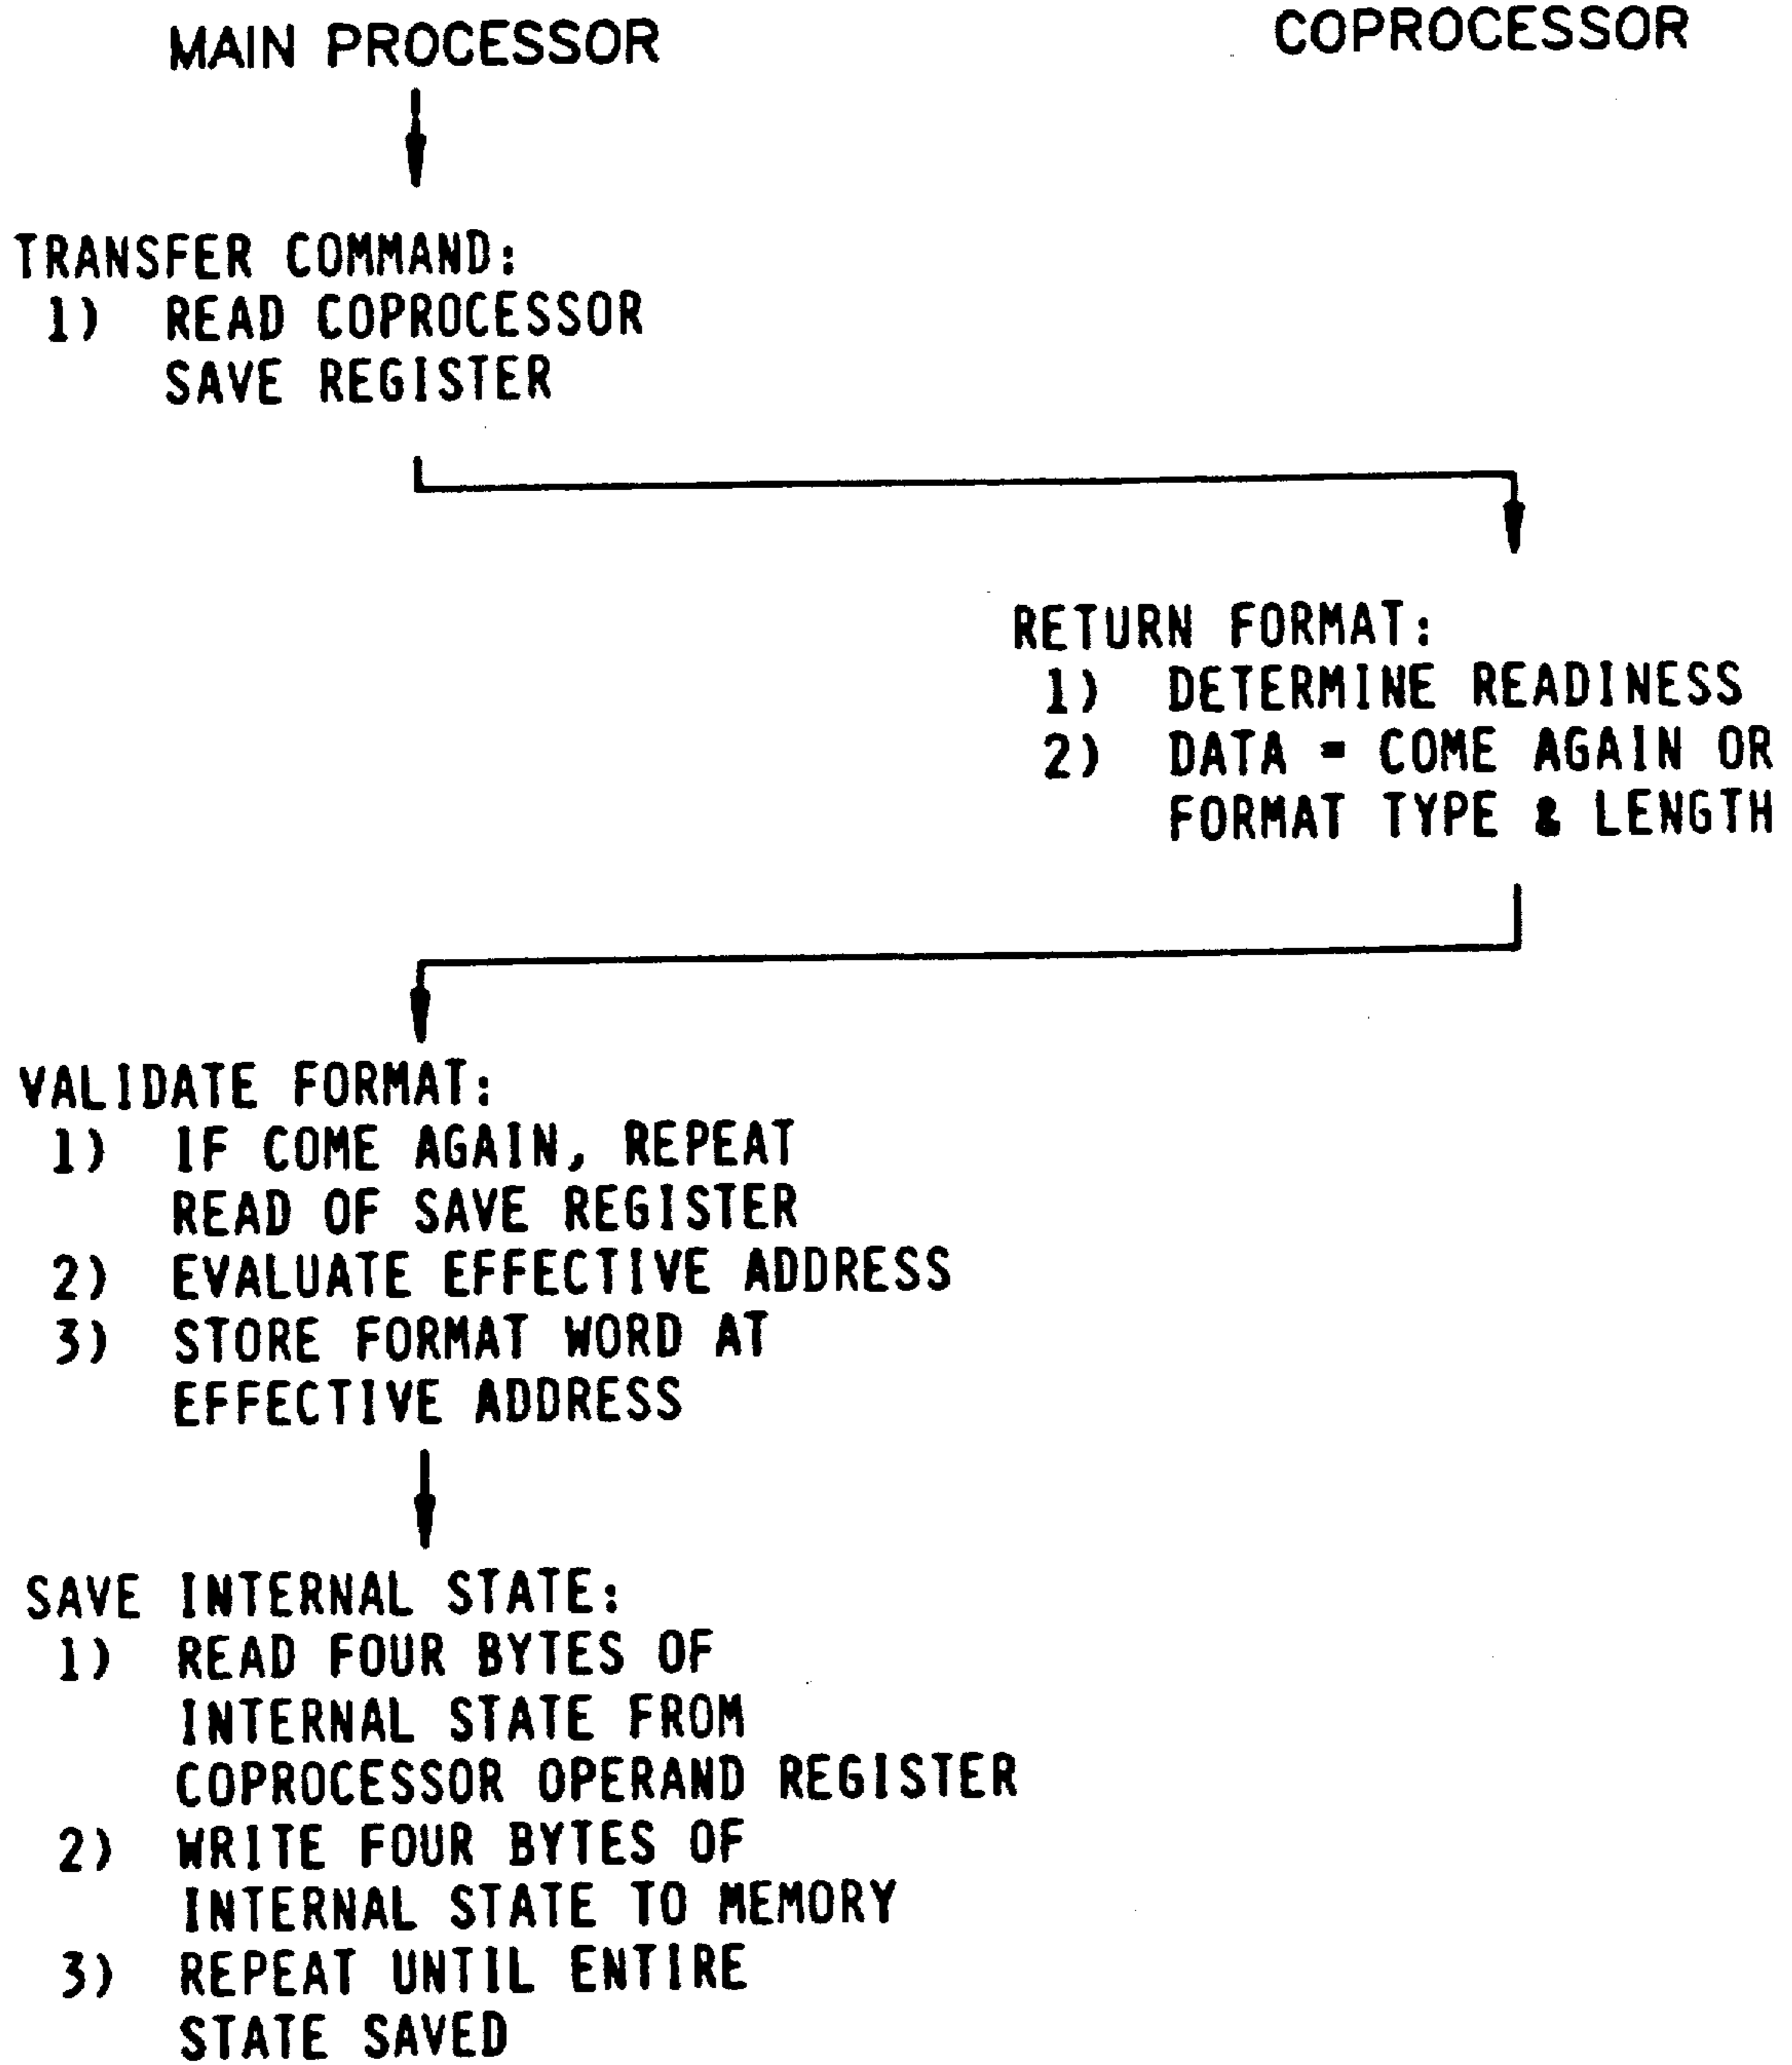 MAIN PROCESSOR
COPROCESSOR
TRANSFER COMMAND:
1) READ COPROCESSOR
SAVE REGISTER
RETURN FORMAT:
1) DETERMINE READINESS
2) DATA = COME AGAIN OR
FORMAT TYPE & LENGTH
VALIDATE FORMAT:
1) IF COME AGAIN, REPEAT
READ OF SAVE REGISTER
2) EVALUATE EFFECTIVE ADDRESS
3) STORE FORMAT WORD AT
EFFECTIVE ADDRESS
SAVE INTERNAL STATE:
1) READ FOUR BYTES OF
INTERNAL STATE FROM
COPROCESSOR OPERAND REGISTER
2) WRITE FOUR BYTES OF
INTERNAL STATE TO MEMORY
3) REPEAT UNTIL ENTIRE
STATE SAVED